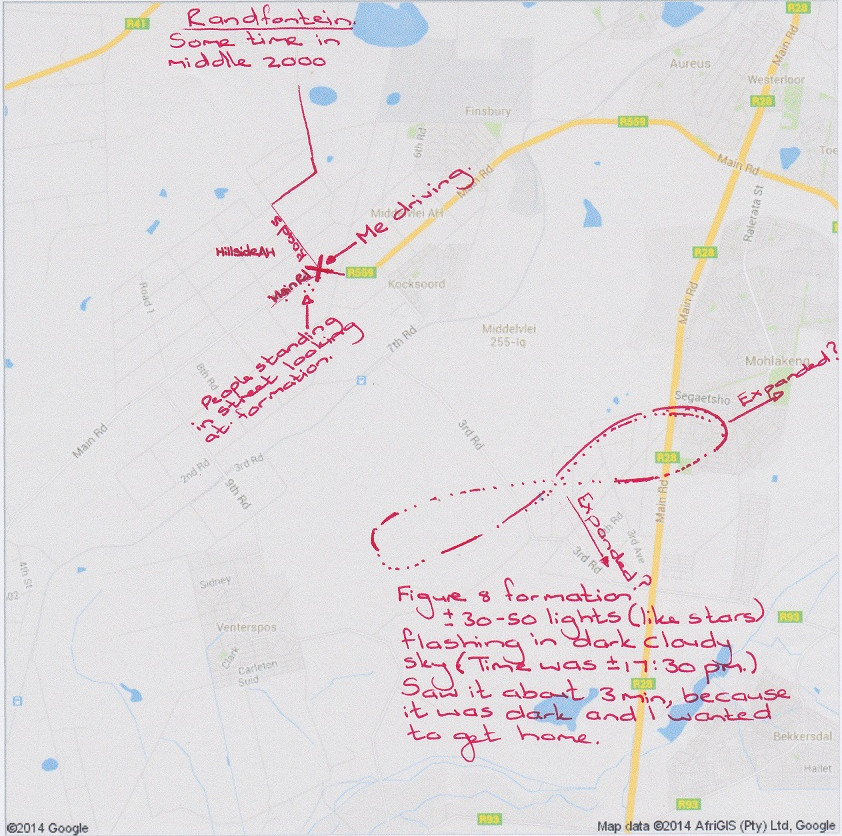 R41
Randfontein.
Some time in
middle 2000
R28
Main Rd
Aureus
Westerloor
R28
Finsbury
R559
6th Rd
Main Rd
Main Rd
Toe
Me driving.
Middelvlei AH
Railerata St
Roads
HillsideAH
R28
R559
Main Rd
Kocksoord
Road 1
Main Rd
7th Rd
Middelvlei
255-Iq
People standing
in street looking
at formation.
8th Rd
Mohlakeng
Expanded?
Segaetsho
3rd Rd
Main Rd
2nd Rd
3rd Rd
9th Rd
R28
Main Rd
Expanded?
3rd Ave
3rd Rd
4th St
Sidney
Figure 8 formation
± 30-50 lights (like stars)
flashing in dark cloudy
sky (Time was ±17:30 pm.)
Saw it about 3 min, because
it was dark and I wanted
to get home.
R93
Venterspos
Clark
Carleton
Suid
R28
Bekkersdal
Hallet
R93
R93
©2014 Google
Map data ©2014 AfriGIS (Pty) Ltd, Google